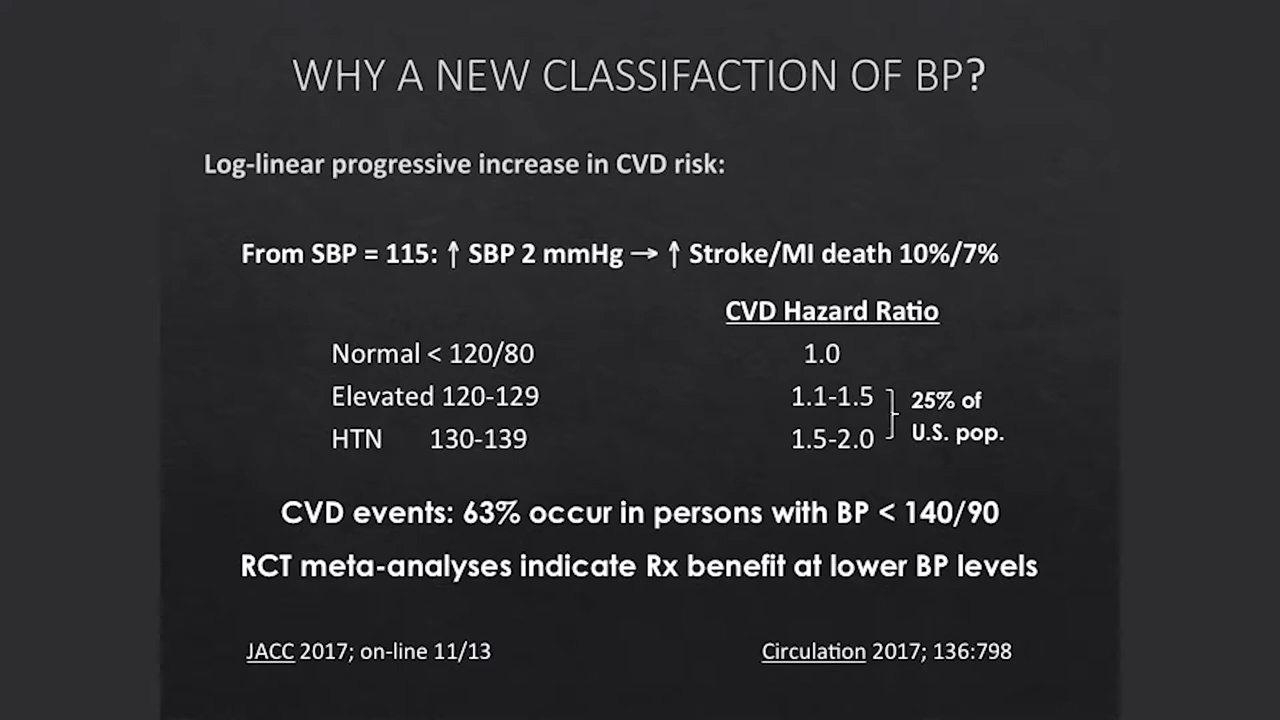 WHY A NEW CLASSIFACTION OF BP?
Log-linear progressive increase in CVD risk:
From SBP = 115: ↑ SBP 2 mmHg → ↑ Stroke/MI death 10%/7%
CVD Hazard Ratio
Normal < 120/80 1.0
Elevated 120-129 1.1-1.5
HTN 130-139 1.5-2.0
25% of
U.S. pop.
CVD events: 63% occur in persons with BP < 140/90
RCT meta-analyses indicate Rx benefit at lower BP levels
JACC 2017; on-line 11/13
Circulation 2017; 136:798